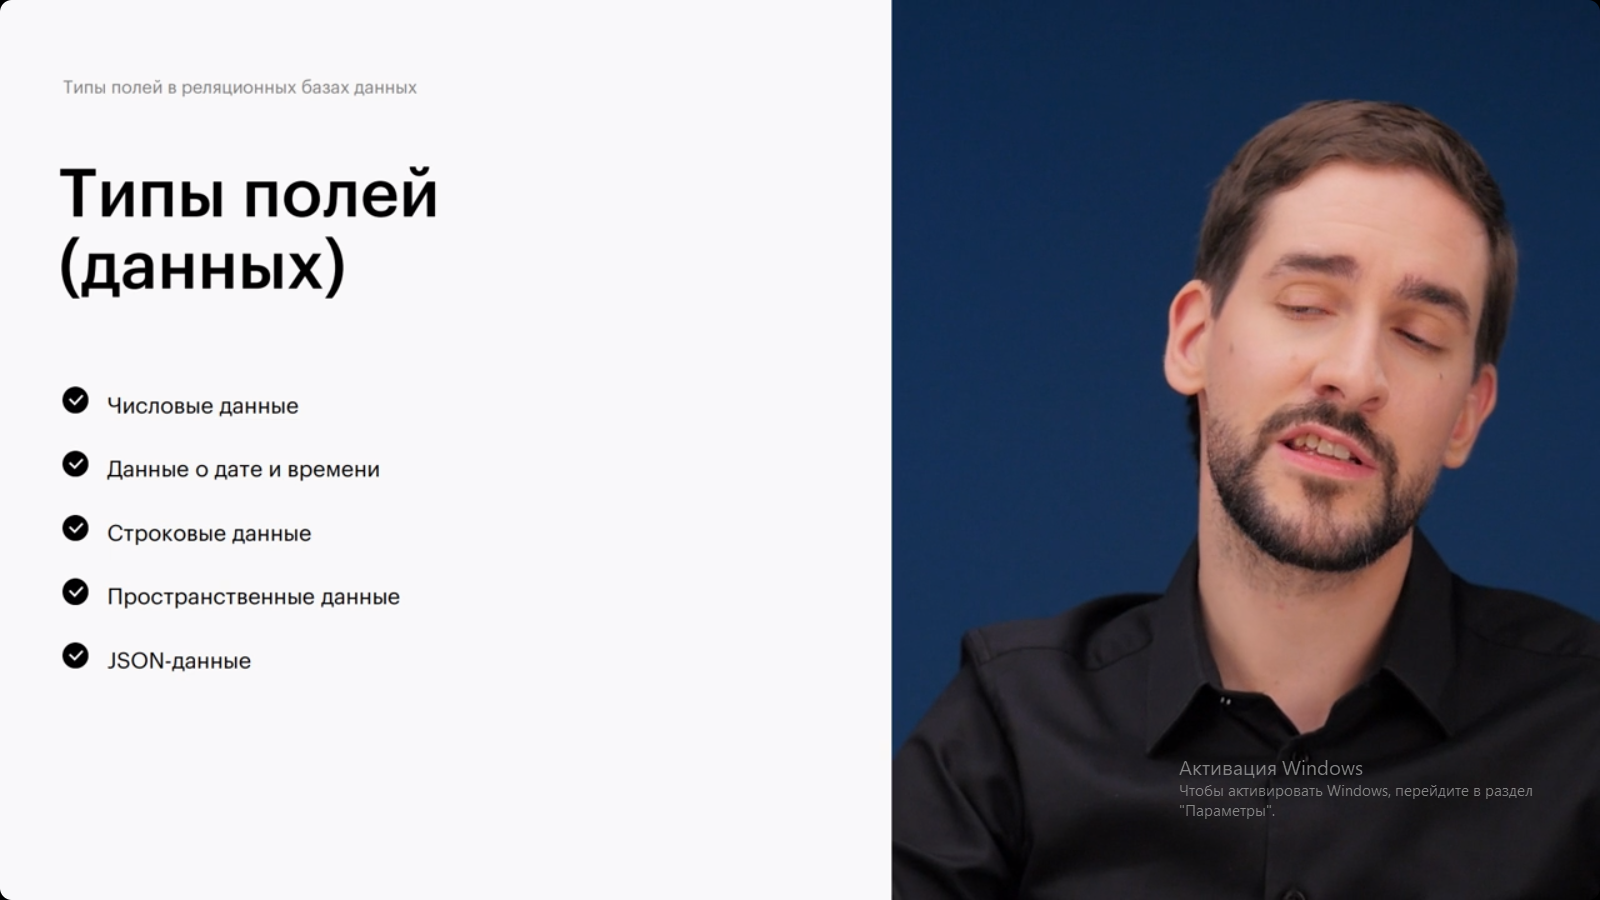 Типы полей в реляционных базах данных
Типы полей
(данных)
Числовые данные
Данные о дате и времени
Строковые данные
Пространственные данные
JSON-данные
Активация Windows
Чтобы активировать Windows, перейдите в раздел
"Параметры".